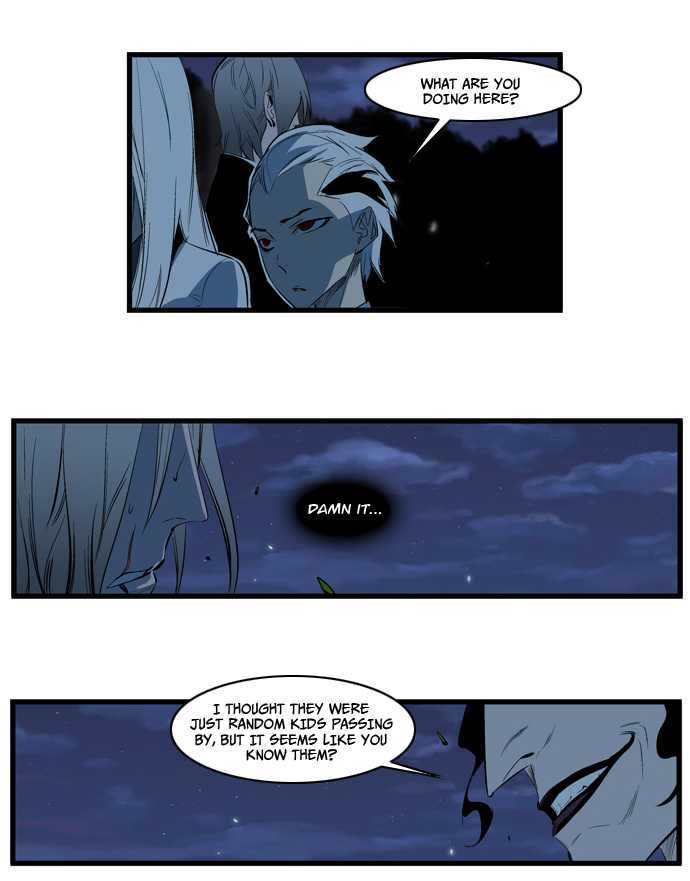 WHAT ARE YOU
DOING HERE?
DAMN IT...
I THOUGHT THEY WERE
JUST RANDOM KIDS PASSING
BY, BUT IT SEEMS LIKE YOU
KNOW THEM?